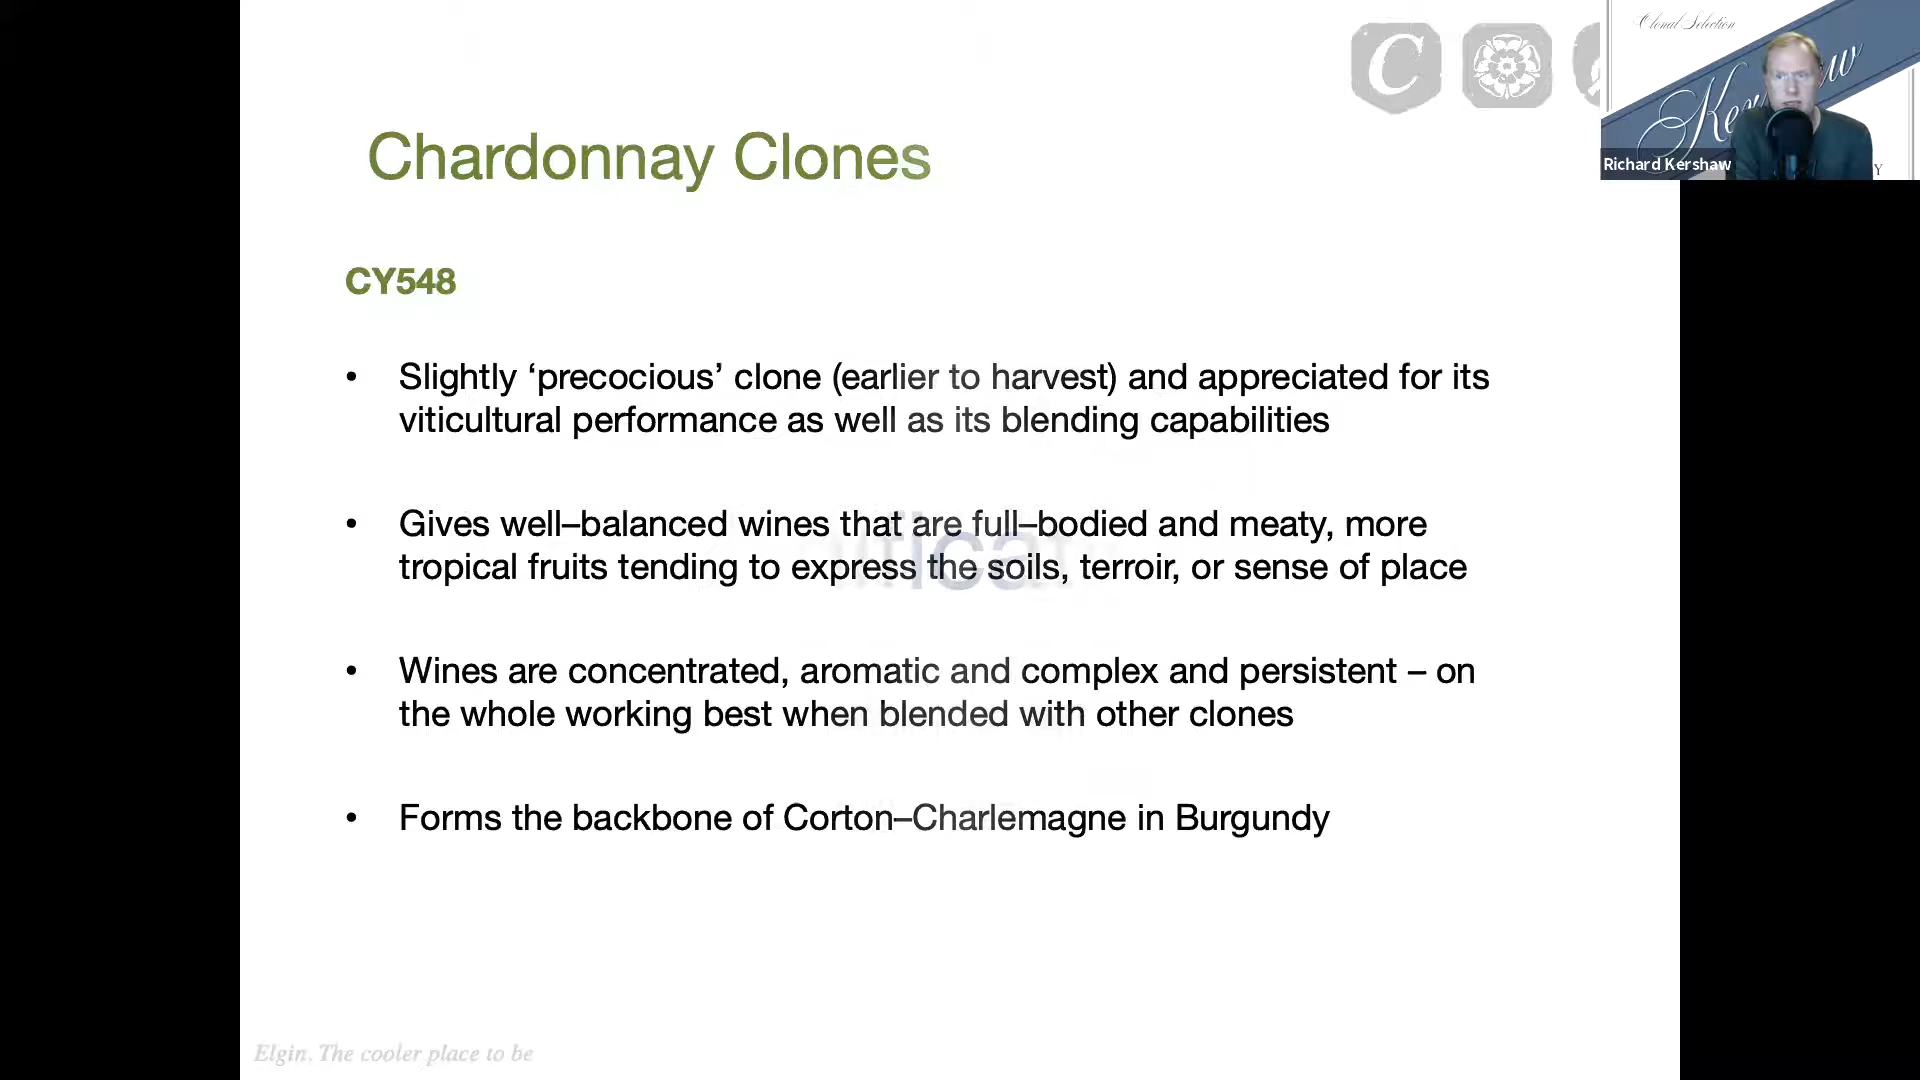 C
Clonal Selection
Richard Kershaw
Y
Chardonnay Clones
CY548
• Slightly ‘precocious’ clone (earlier to harvest) and appreciated for its
viticultural performance as well as its blending capabilities
• Gives well–balanced wines that are full–bodied and meaty, more
tropical fruits tending to express the soils, terroir, or sense of place
• Wines are concentrated, aromatic and complex and persistent – on
the whole working best when blended with other clones
• Forms the backbone of Corton–Charlemagne in Burgundy
Elgin. The cooler place to be